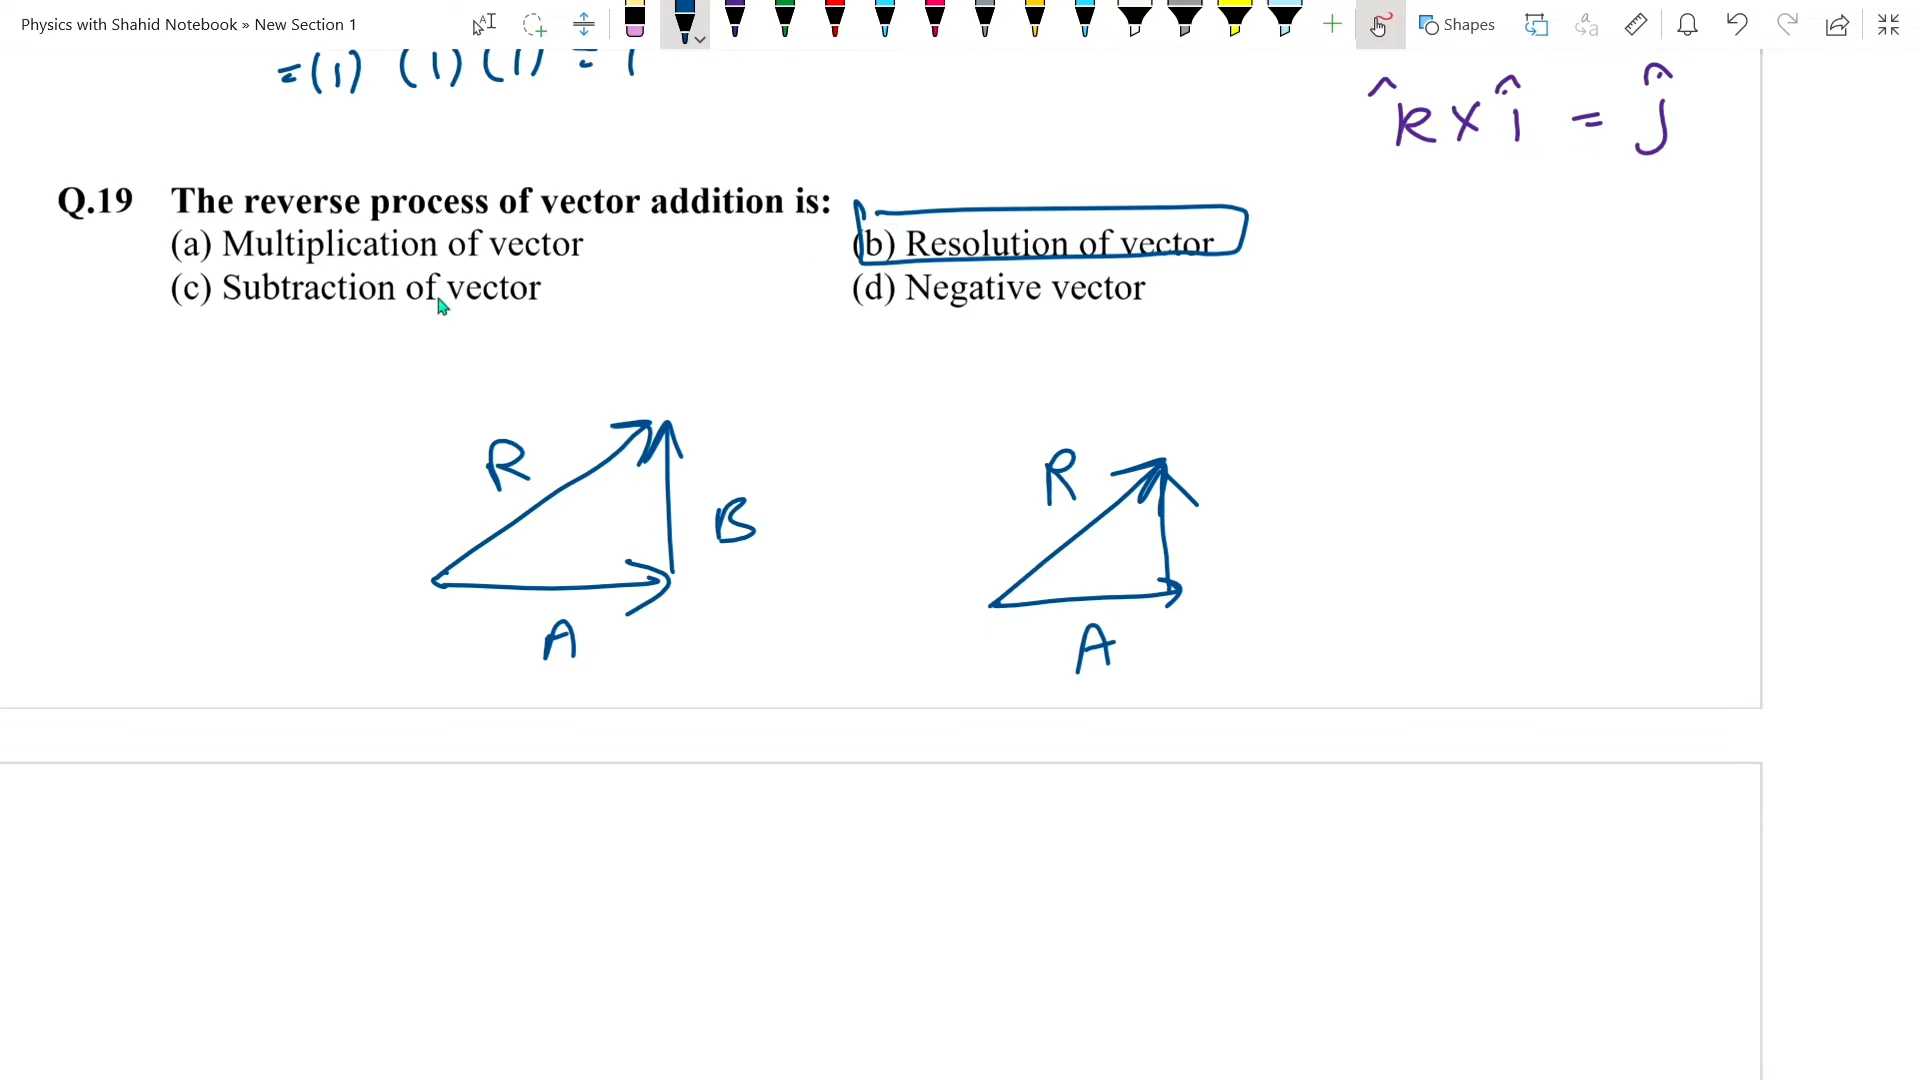 Physics with Shahid Notebook » New Section 1
Shapes
=(1) (1) (1) = 1
k̂ x î = ĵ
Q.19 The reverse process of vector addition is:
(a) Multiplication of vector (b) Resolution of vector
(c) Subtraction of vector (d) Negative vector
R
B
A
R
A